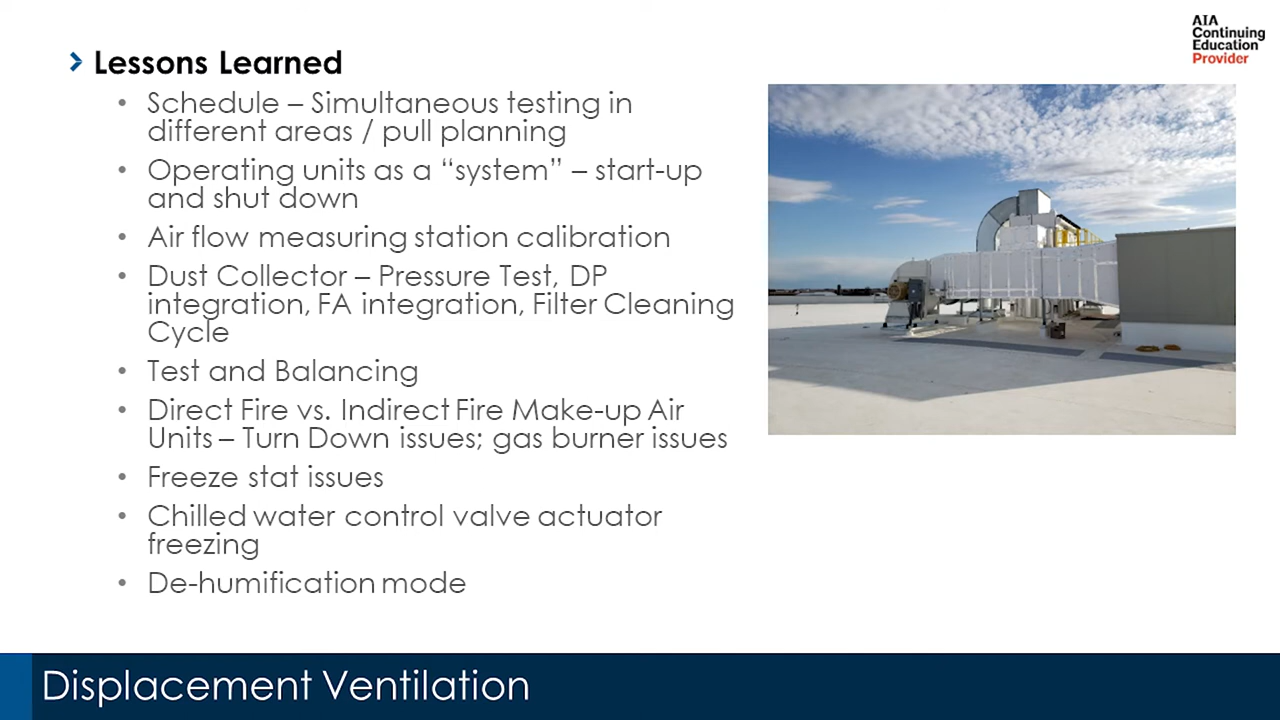 AIA
Continuing
Education
Provider
Lessons Learned
• Schedule – Simultaneous testing in
different areas / pull planning
• Operating units as a “system” – start-up
and shut down
• Air flow measuring station calibration
• Dust Collector – Pressure Test, DP
integration, FA integration, Filter Cleaning
Cycle
• Test and Balancing
• Direct Fire vs. Indirect Fire Make-up Air
Units – Turn Down issues; gas burner issues
• Freeze stat issues
• Chilled water control valve actuator
freezing
• De-humification mode
Displacement Ventilation